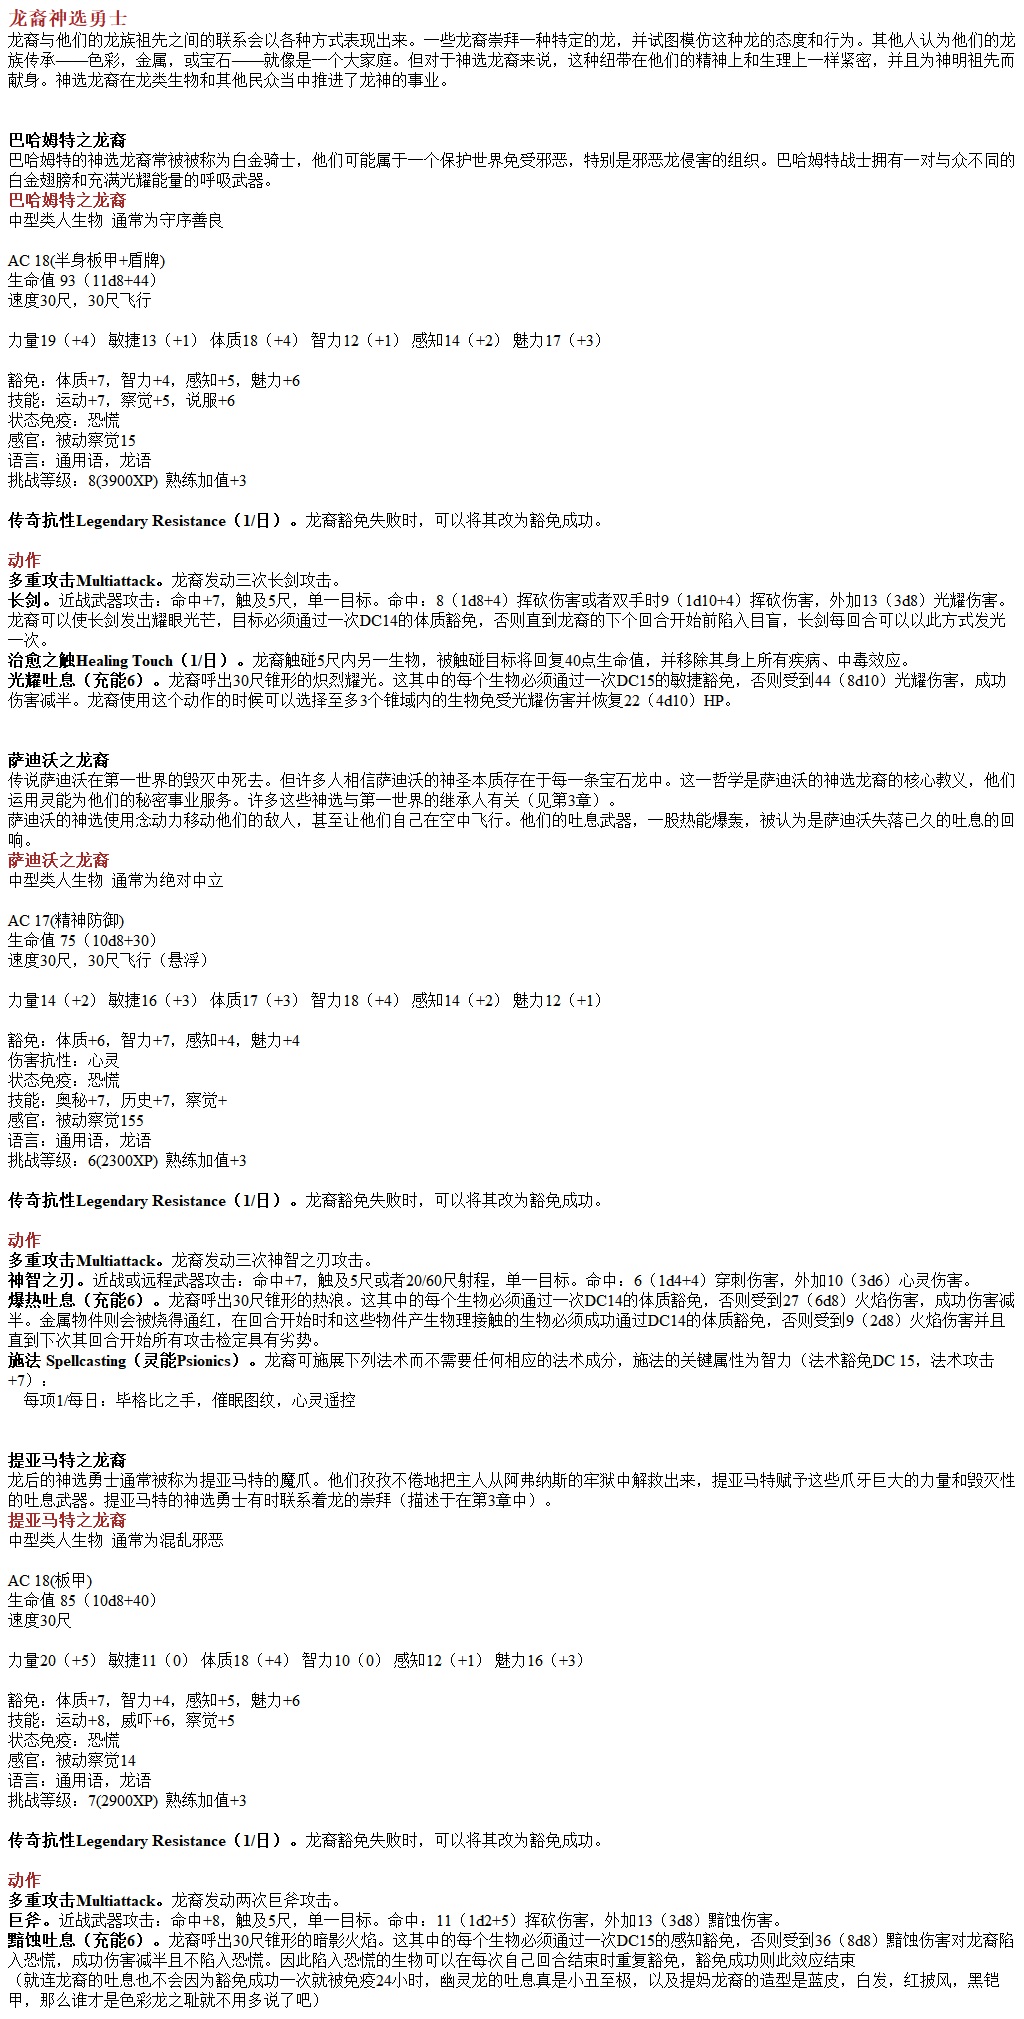 龙裔神选勇士
龙裔与他们的龙族祖先之间的联系会以各种方式表现出来。一些龙裔崇拜一种特定的龙，并试图模仿这种龙的态度和行为。其他人认为他们的龙
族传承——色彩，金属，或宝石——就像是一个大家庭。但对于神选龙裔来说，这种纽带在他们的精神上和生理上一样紧密，并且为神明祖先而
献身。神选龙裔在龙类生物和其他民众当中推进了龙神的事业。
巴哈姆特之龙裔
巴哈姆特的神选龙裔常被被称为白金骑士，他们可能属于一个保护世界免受邪恶，特别是邪恶龙侵害的组织。巴哈姆特战士拥有一对与众不同的
白金翅膀和充满光耀能量的呼吸武器。
巴哈姆特之龙裔
中型类人生物 通常为守序善良
AC 18(半身板甲+盾牌)
生命值 93（11d8+44）
速度30尺，30尺飞行
力量19（+4） 敏捷13（+1） 体质18（+4） 智力12（+1） 感知14（+2） 魅力17（+3）
豁免：体质+7，智力+4，感知+5，魅力+6
技能：运动+7，察觉+5，说服+6
状态免疫：恐慌
感官：被动察觉15
语言：通用语，龙语
挑战等级：8(3900XP) 熟练加值+3
传奇抗性Legendary Resistance（1/日）。龙裔豁免失败时，可以将其改为豁免成功。
动作
多重攻击Multiattack。龙裔发动三次长剑攻击。
长剑。近战武器攻击：命中+7，触及5尺，单一目标。命中：8（1d8+4）挥砍伤害或者双手时9（1d10+4）挥砍伤害，外加13（3d8）光耀伤害。
龙裔可以使长剑发出耀眼光芒，目标必须通过一次DC14的体质豁免，否则直到龙裔的下个回合开始前陷入目盲，长剑每回合可以以此方式发光
一次。
治愈之触Healing Touch（1/日）。龙裔触碰5尺内另一生物，被触碰目标将回复40点生命值，并移除其身上所有疾病、中毒效应。
光耀吐息（充能6）。龙裔呼出30尺锥形的炽烈耀光。这其中的每个生物必须通过一次DC15的敏捷豁免，否则受到44（8d10）光耀伤害，成功
伤害减半。龙裔使用这个动作的时候可以选择至多3个锥域内的生物免受光耀伤害并恢复22（4d10）HP。
萨迪沃之龙裔
传说萨迪沃在第一世界的毁灭中死去。但许多人相信萨迪沃的神圣本质存在于每一条宝石龙中。这一哲学是萨迪沃的神选龙裔的核心教义，他们
运用灵能为他们的秘密事业服务。许多这些神选与第一世界的继承人有关（见第3章）。
萨迪沃的神选使用念动力移动他们的敌人，甚至让他们自己在空中飞行。他们的吐息武器，一股热能爆轰，被认为是萨迪沃失落已久的吐息的回
响。
萨迪沃之龙裔
中型类人生物 通常为绝对中立
AC 17(精神防御)
生命值 75（10d8+30）
速度30尺，30尺飞行（悬浮）
力量14（+2） 敏捷16（+3） 体质17（+3） 智力18（+4） 感知14（+2） 魅力12（+1）
豁免：体质+6，智力+7，感知+4，魅力+4
伤害抗性：心灵
状态免疫：恐慌
技能：奥秘+7，历史+7，察觉+
感官：被动察觉155
语言：通用语，龙语
挑战等级：6(2300XP) 熟练加值+3
传奇抗性Legendary Resistance（1/日）。龙裔豁免失败时，可以将其改为豁免成功。
动作
多重攻击Multiattack。龙裔发动三次神智之刃攻击。
神智之刃。近战或远程武器攻击：命中+7，触及5尺或者20/60尺射程，单一目标。命中：6（1d4+4）穿刺伤害，外加10（3d6）心灵伤害。
爆热吐息（充能6）。龙裔呼出30尺锥形的热浪。这其中的每个生物必须通过一次DC14的体质豁免，否则受到27（6d8）火焰伤害，成功伤害减
半。金属物件则会被烧得通红，在回合开始时和这些物件产生物理接触的生物必须成功通过DC14的体质豁免，否则受到9（2d8）火焰伤害并且
直到下次其回合开始所有攻击检定具有劣势。
施法 Spellcasting（灵能Psionics）。龙裔可施展下列法术而不需要任何相应的法术成分，施法的关键属性为智力（法术豁免DC 15，法术攻击
+7）：
每项1/每日：毕格比之手，催眠图纹，心灵遥控
提亚马特之龙裔
龙后的神选勇士通常被称为提亚马特的魔爪。他们孜孜不倦地把主人从阿弗纳斯的牢狱中解救出来，提亚马特赋予这些爪牙巨大的力量和毁灭性
的吐息武器。提亚马特的神选勇士有时联系着龙的崇拜（描述于在第3章中）。
提亚马特之龙裔
中型类人生物 通常为混乱邪恶
AC 18(板甲)
生命值 85（10d8+40）
速度30尺
力量20（+5） 敏捷11（0） 体质18（+4） 智力10（0） 感知12（+1） 魅力16（+3）
豁免：体质+7，智力+4，感知+5，魅力+6
技能：运动+8，威吓+6，察觉+5
状态免疫：恐慌
感官：被动察觉14
语言：通用语，龙语
挑战等级：7(2900XP) 熟练加值+3
传奇抗性Legendary Resistance（1/日）。龙裔豁免失败时，可以将其改为豁免成功。
动作
多重攻击Multiattack。龙裔发动两次巨斧攻击。
巨斧。近战武器攻击：命中+8，触及5尺，单一目标。命中：11（1d2+5）挥砍伤害，外加13（3d8）黯蚀伤害。
黯蚀吐息（充能6）。龙裔呼出30尺锥形的暗影火焰。这其中的每个生物必须通过一次DC15的感知豁免，否则受到36（8d8）黯蚀伤害对龙裔陷
入恐慌，成功伤害减半且不陷入恐慌。因此陷入恐慌的生物可以在每次自己回合结束时重复豁免，豁免成功则此效应结束
（就连龙裔的吐息也不会因为豁免成功一次就被免疫24小时，幽灵龙的吐息真是小丑至极，以及提妈龙裔的造型是蓝皮，白发，红披风，黑铠
甲，那么谁才是色彩龙之耻就不用多说了吧）